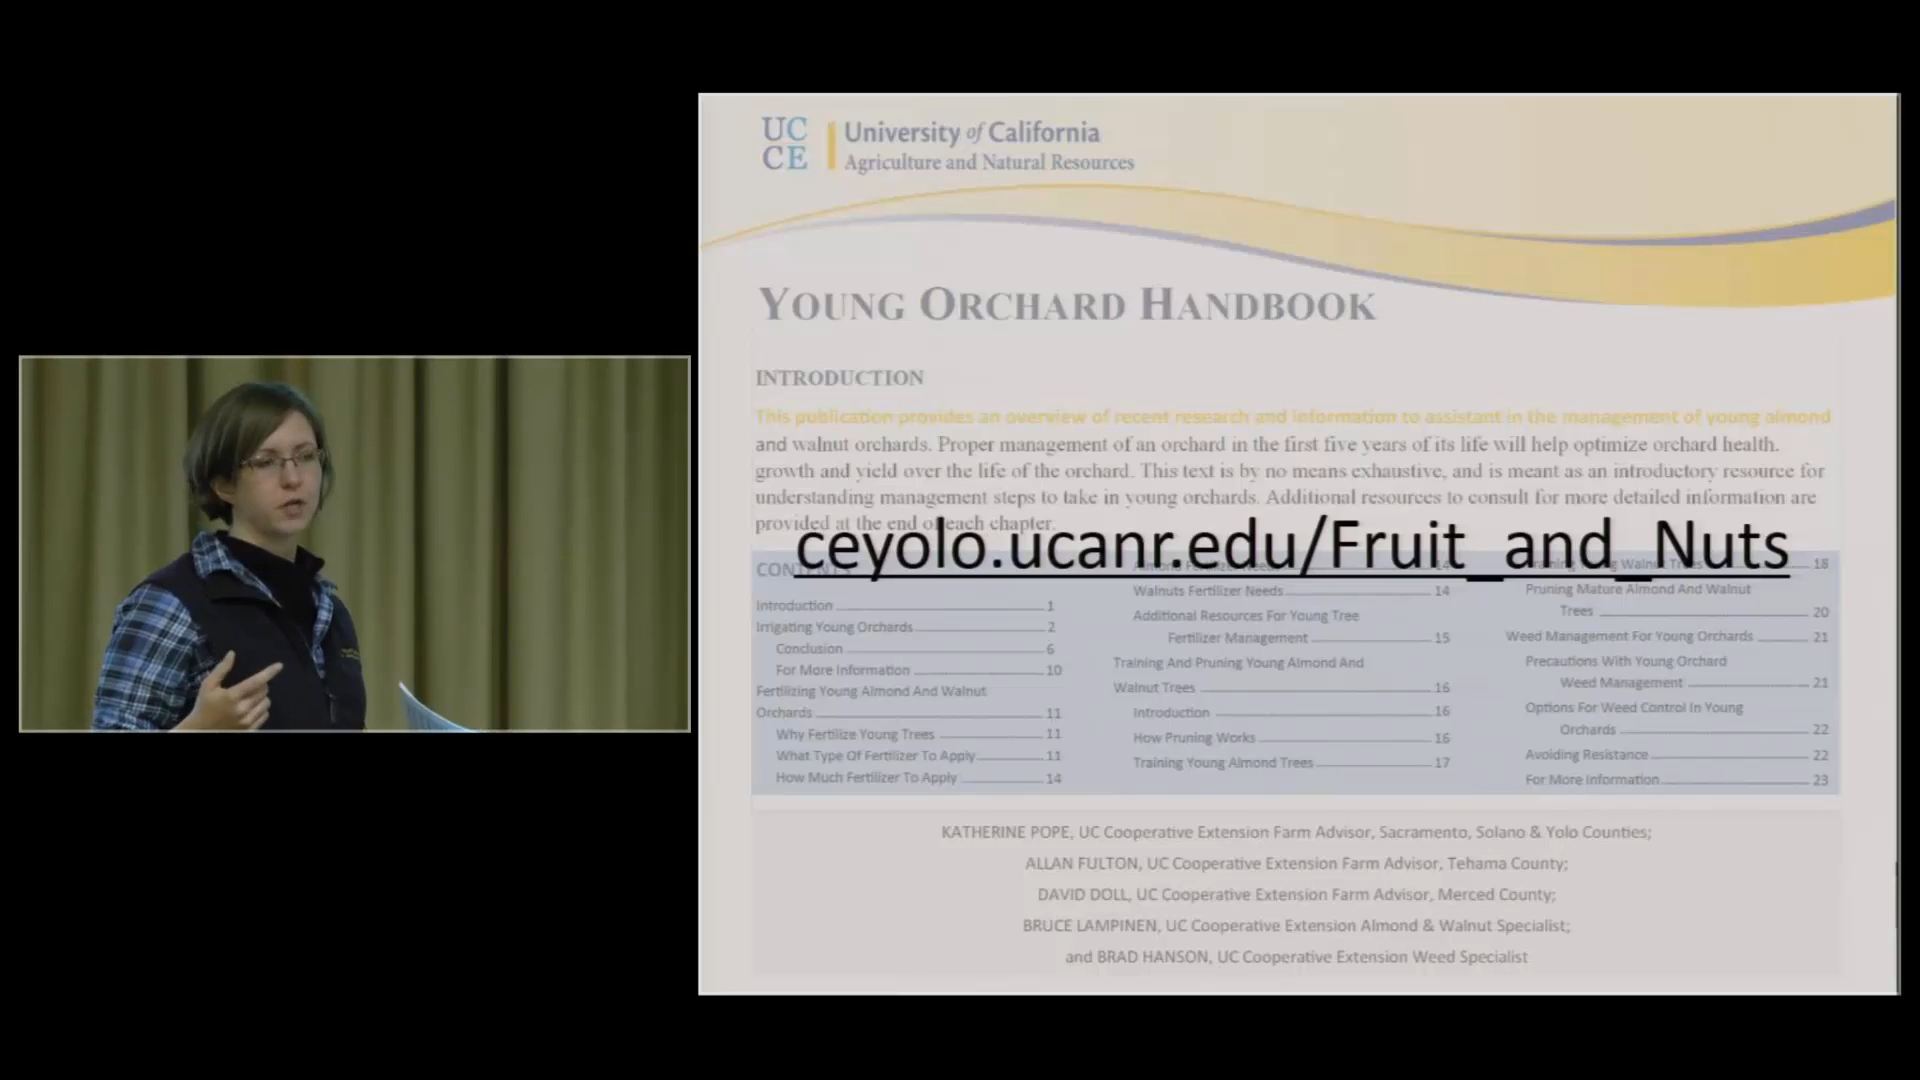 UC
CE
University of California
Agriculture and Natural Resources
YOUNG ORCHARD HANDBOOK
INTRODUCTION
This publication provides an overview of recent research and information to assistant in the management of young almond
and walnut orchards. Proper management of an orchard in the first five years of its life will help optimize orchard health.
growth and yield over the life of the orchard. This text is by no means exhaustive, and is meant as an introductory resource for
understanding management steps to take in young orchards. Additional resources to consult for more detailed information are
provided at the end of each chapter.
ceyolo.ucanr.edu/Fruit_and_Nuts
Introduction 1
Irrigating Young Orchards 2
Conclusion 6
For More Information 10
Fertilizing Young Almond And Walnut
Orchards 11
Why Fertilize Young Trees 11
What Type Of Fertilizer To Apply 11
How Much Fertilizer To Apply 14
Almond Fertilizer Needs 14
Walnuts Fertilizer Needs 14
Additional Resources For Young Tree
Fertilizer Management 15
Training And Pruning Young Almond And
Walnut Trees 16
Introduction 16
How Pruning Works 16
Training Young Almond Trees 17
Training Young Walnut Trees 18
Pruning Mature Almond And Walnut
Trees 20
Weed Management For Young Orchards 21
Precautions With Young Orchard
Weed Management 21
Options For Weed Control In Young
Orchards 22
Avoiding Resistance 22
For More Information 23
KATHERINE POPE, UC Cooperative Extension Farm Advisor, Sacramento, Solano & Yolo Counties;
ALLAN FULTON, UC Cooperative Extension Farm Advisor, Tehama County;
DAVID DOLL, UC Cooperative Extension Farm Advisor, Merced County;
BRUCE LAMPINEN, UC Cooperative Extension Almond & Walnut Specialist;
and BRAD HANSON, UC Cooperative Extension Weed Specialist